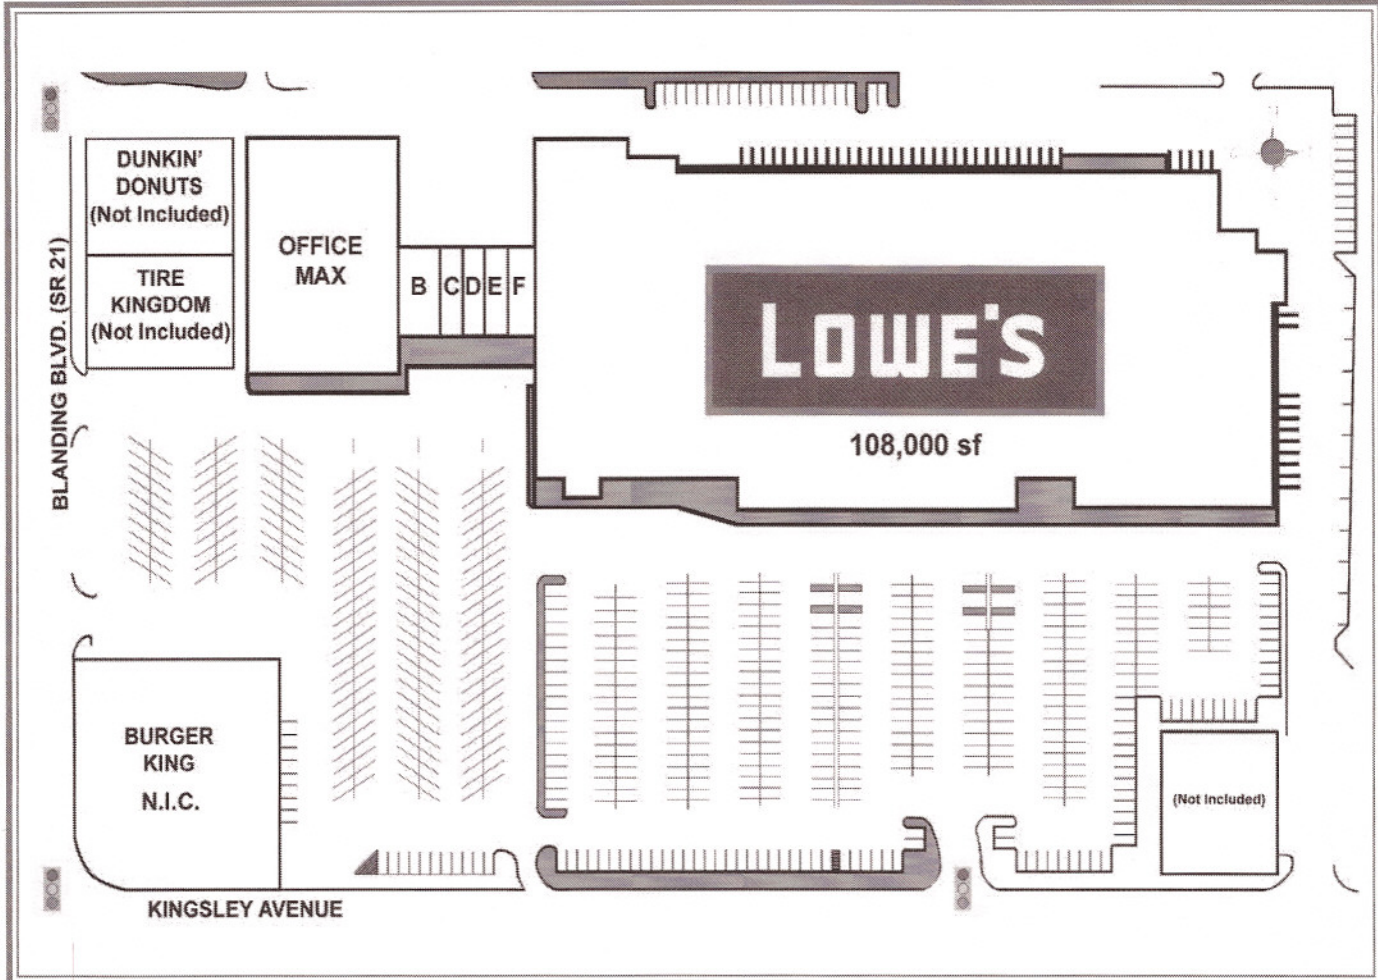 DUNKIN'
DONUTS
(Not Included)
TIRE
KINGDOM
(Not Included)
BLANDING BLVD. (SR 21)
OFFICE
MAX
B C D E F
LOWE'S
108,000 sf
BURGER
KING
N.I.C.
(Not Included)
KINGSLEY AVENUE